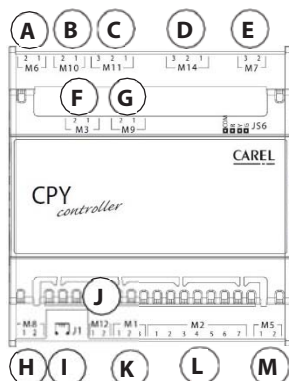 A B C D E
2 1 2 1 3 2 1 3 2 1 3 2
M6 M10 M11 M14 M7
F G
2 1 2 1
M3 M9
COM R Y G JS6
CAREL
CPY
controller
J
M8 J1 M12 M1 M2 M5
1 2 1 2 1 2 1 1 2 3 4 5 6 7 1 2
H I K L M